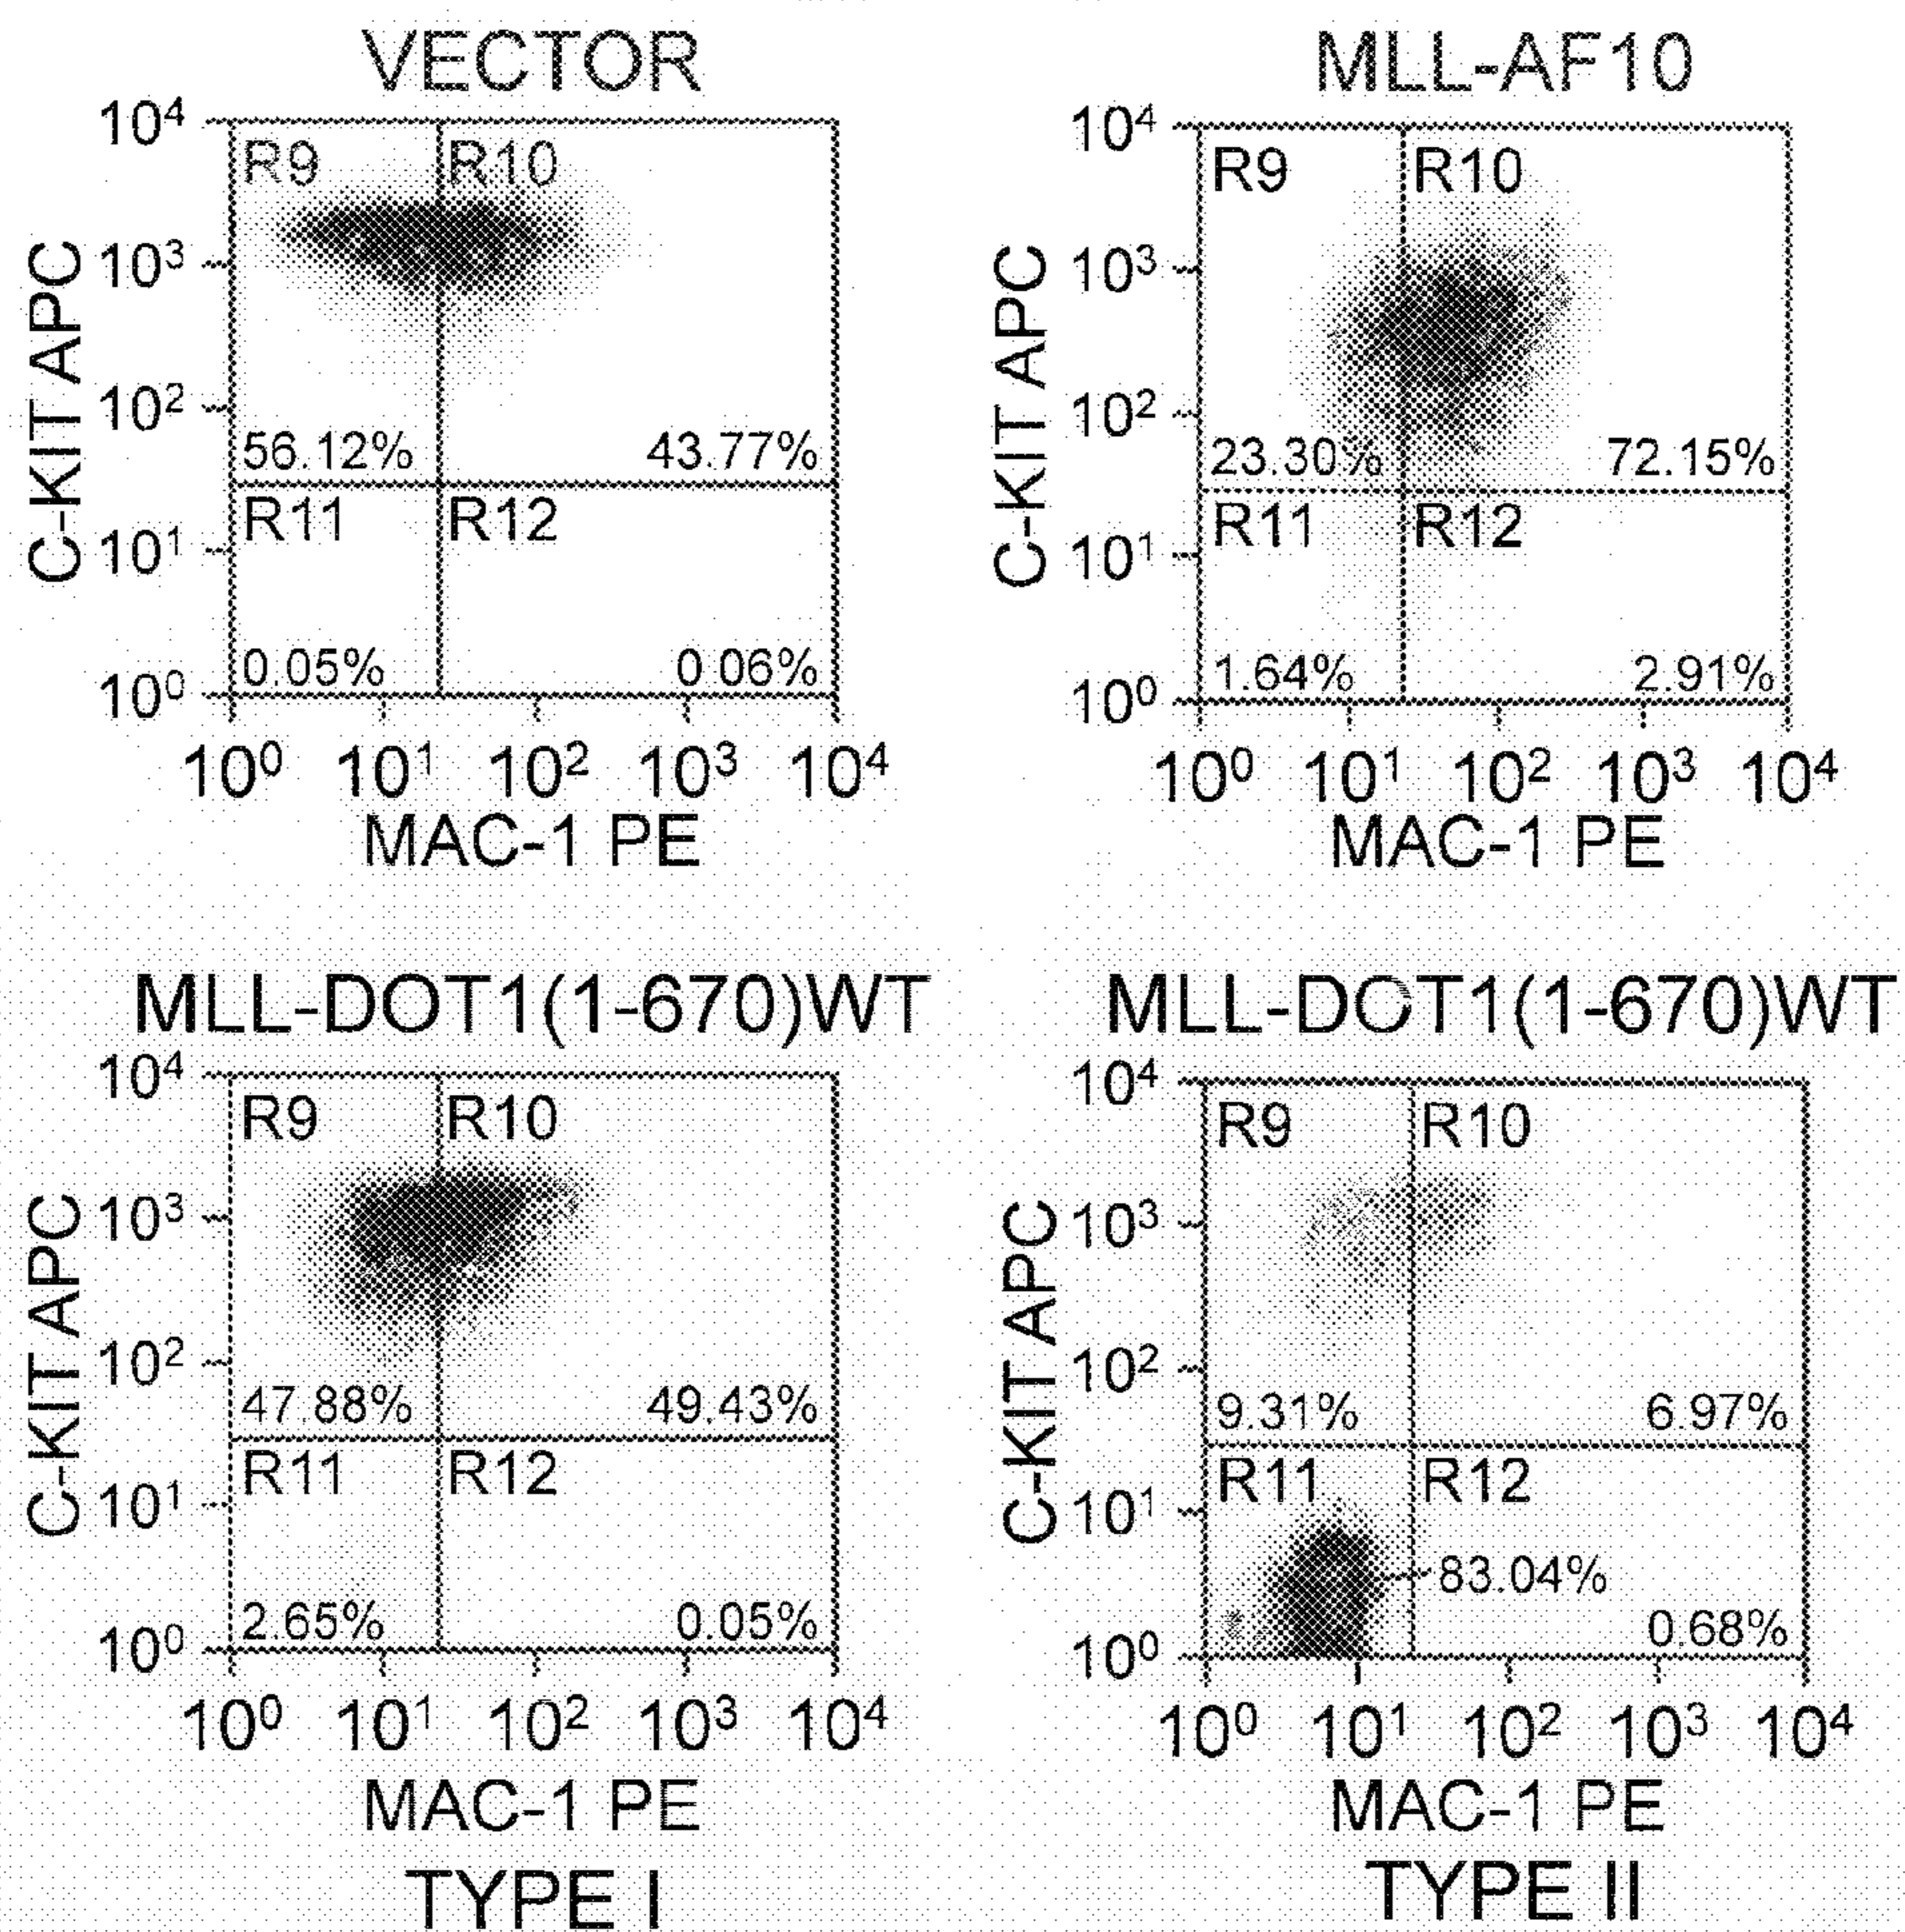 VECTOR
10⁴
R9
R10
10³
C-KIT APC
10²
56.12%
43.77%
R11
R12
10¹
0.05%
0 06%
10⁰
10⁰ 10¹ 10² 10³ 10⁴
MAC-1 PE
MLL-AF10
10⁴
R9
R10
10³
C-KIT APC
10²
23.30%
72.15%
R11
R12
10¹
1.64%
2.91%
10⁰
10⁰ 10¹ 10² 10³ 10⁴
MAC-1 PE
MLL-DOT1(1-670)WT
10⁴
R9
R10
10³
C-KIT APC
10²
47.88%
49.43%
R11
R12
10¹
2.65%
0.05%
10⁰
10⁰ 10¹ 10² 10³ 10⁴
MAC-1 PE
TYPE I
MLL-DOT1(1-670)WT
10⁴
R9
R10
10³
C-KIT APC
10²
9.31%
6.97%
R11
R12
10¹
83.04%
0.68%
10⁰
10⁰ 10¹ 10² 10³ 10⁴
MAC-1 PE
TYPE II